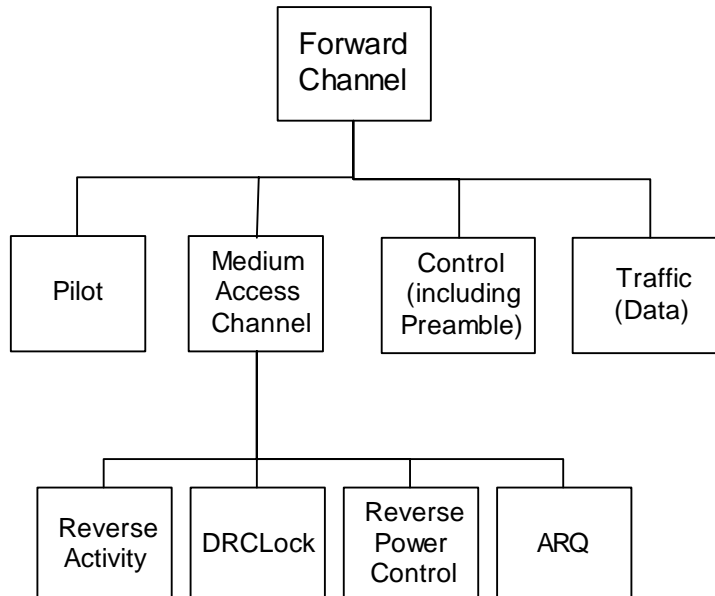 Forward
Channel
Pilot
Medium
Access
Channel
Control
(including
Preamble)
Traffic
(Data)
Reverse
Activity
DRCLock
Reverse
Power
Control
ARQ